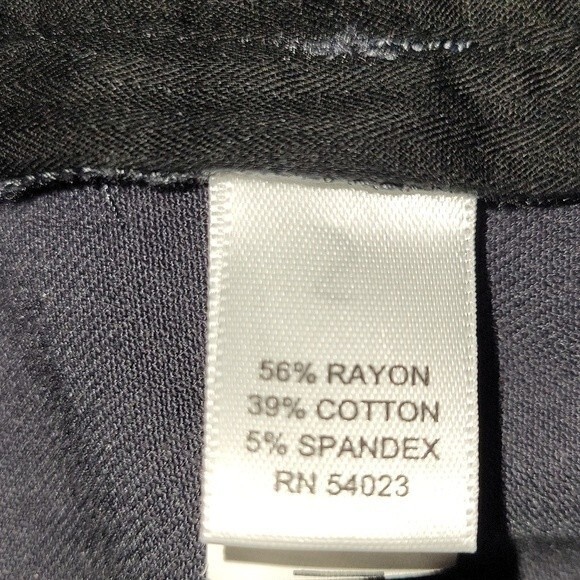 56% RAYON
39% COTTON
5% SPANDEX
RN 54023